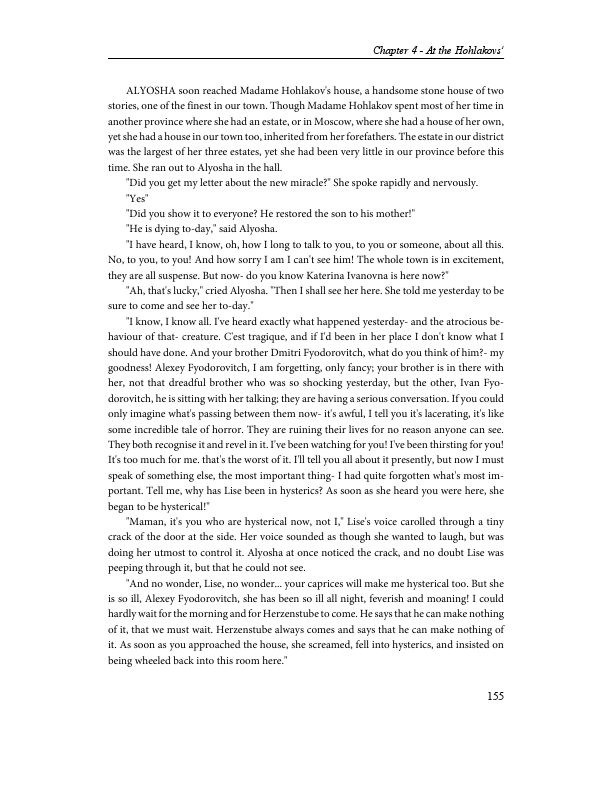 Chapter 4 - At the Hohlakovs'
ALYOSHA soon reached Madame Hohlakov's house, a handsome stone house of two
stories, one of the finest in our town. Though Madame Hohlakov spent most of her time in
another province where she had an estate, or in Moscow, where she had a house of her own,
yet she had a house in our town too, inherited from her forefathers. The estate in our district
was the largest of her three estates, yet she had been very little in our province before this
time. She ran out to Alyosha in the hall.
"Did you get my letter about the new miracle?" She spoke rapidly and nervously.
"Yes"
"Did you show it to everyone? He restored the son to his mother!"
"He is dying to-day," said Alyosha.
"I have heard, I know, oh, how I long to talk to you, to you or someone, about all this.
No, to you, to you! And how sorry I am I can't see him! The whole town is in excitement,
they are all suspense. But now- do you know Katerina Ivanovna is here now?"
"Ah, that's lucky," cried Alyosha. "Then I shall see her here. She told me yesterday to be
sure to come and see her to-day."
"I know, I know all. I've heard exactly what happened yesterday- and the atrocious be-
haviour of that- creature. C'est tragique, and if I'd been in her place I don't know what I
should have done. And your brother Dmitri Fyodorovitch, what do you think of him?- my
goodness! Alexey Fyodorovitch, I am forgetting, only fancy; your brother is in there with
her, not that dreadful brother who was so shocking yesterday, but the other, Ivan Fyo-
dorovitch, he is sitting with her talking; they are having a serious conversation. If you could
only imagine what's passing between them now- it's awful, I tell you it's lacerating, it's like
some incredible tale of horror. They are ruining their lives for no reason anyone can see.
They both recognise it and revel in it. I've been watching for you! I've been thirsting for you!
It's too much for me. that's the worst of it. I'll tell you all about it presently, but now I must
speak of something else, the most important thing- I had quite forgotten what's most im-
portant. Tell me, why has Lise been in hysterics? As soon as she heard you were here, she
began to be hysterical!"
"Maman, it's you who are hysterical now, not I," Lise's voice carolled through a tiny
crack of the door at the side. Her voice sounded as though she wanted to laugh, but was
doing her utmost to control it. Alyosha at once noticed the crack, and no doubt Lise was
peeping through it, but that he could not see.
"And no wonder, Lise, no wonder... your caprices will make me hysterical too. But she
is so ill, Alexey Fyodorovitch, she has been so ill all night, feverish and moaning! I could
hardly wait for the morning and for Herzenstube to come. He says that he can make nothing
of it, that we must wait. Herzenstube always comes and says that he can make nothing of
it. As soon as you approached the house, she screamed, fell into hysterics, and insisted on
being wheeled back into this room here."
155